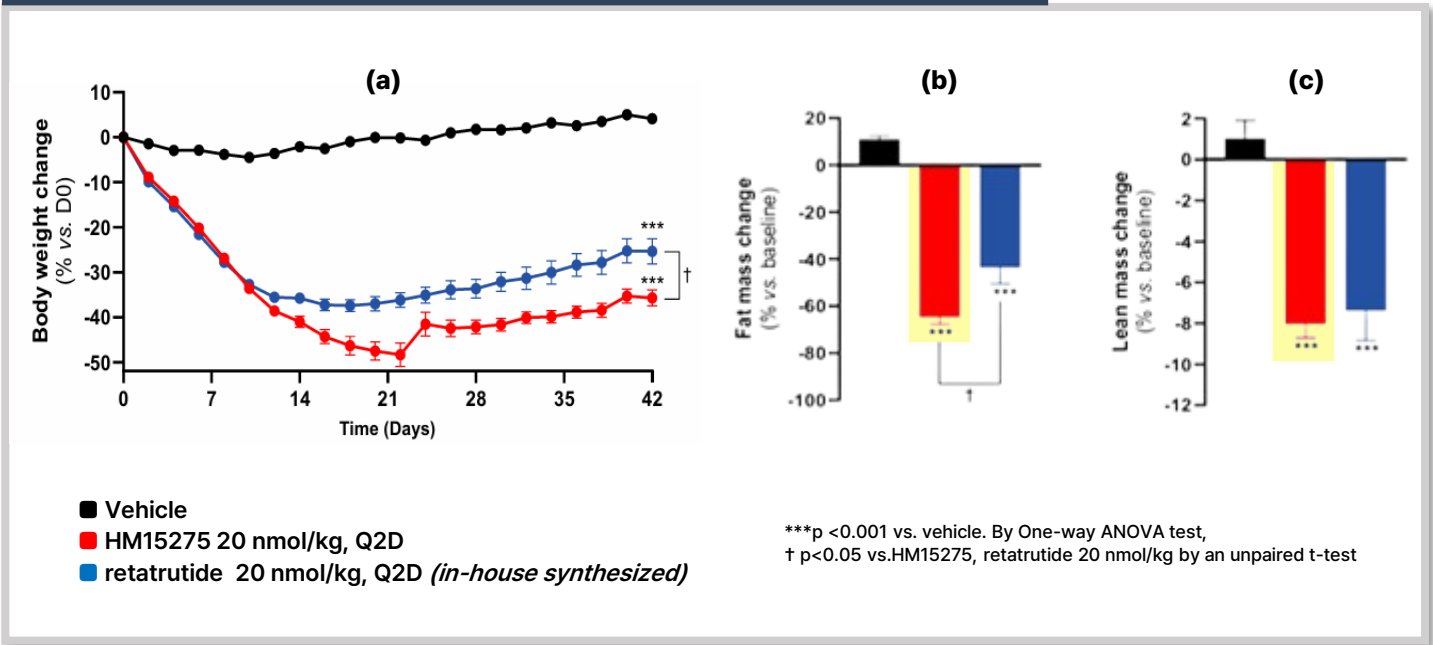 (a)
(b)
(c)
Body weight change
(% vs. D0)
10
0
-10
-20
-30
-40
-50
0
7
14
21
28
35
42
Time (Days)
***
***
†
Fat mass change
(% vs. baseline)
20
0
-20
-40
-60
-80
-100
***
***
†
Lean mass change
(% vs. baseline)
2
0
-2
-4
-6
-8
-10
-12
***
***
Vehicle
HM15275 20 nmol/kg, Q2D
retatrutide 20 nmol/kg, Q2D (in-house synthesized)
***p <0.001 vs. vehicle. By One-way ANOVA test,
† p<0.05 vs.HM15275, retatrutide 20 nmol/kg by an unpaired t-test